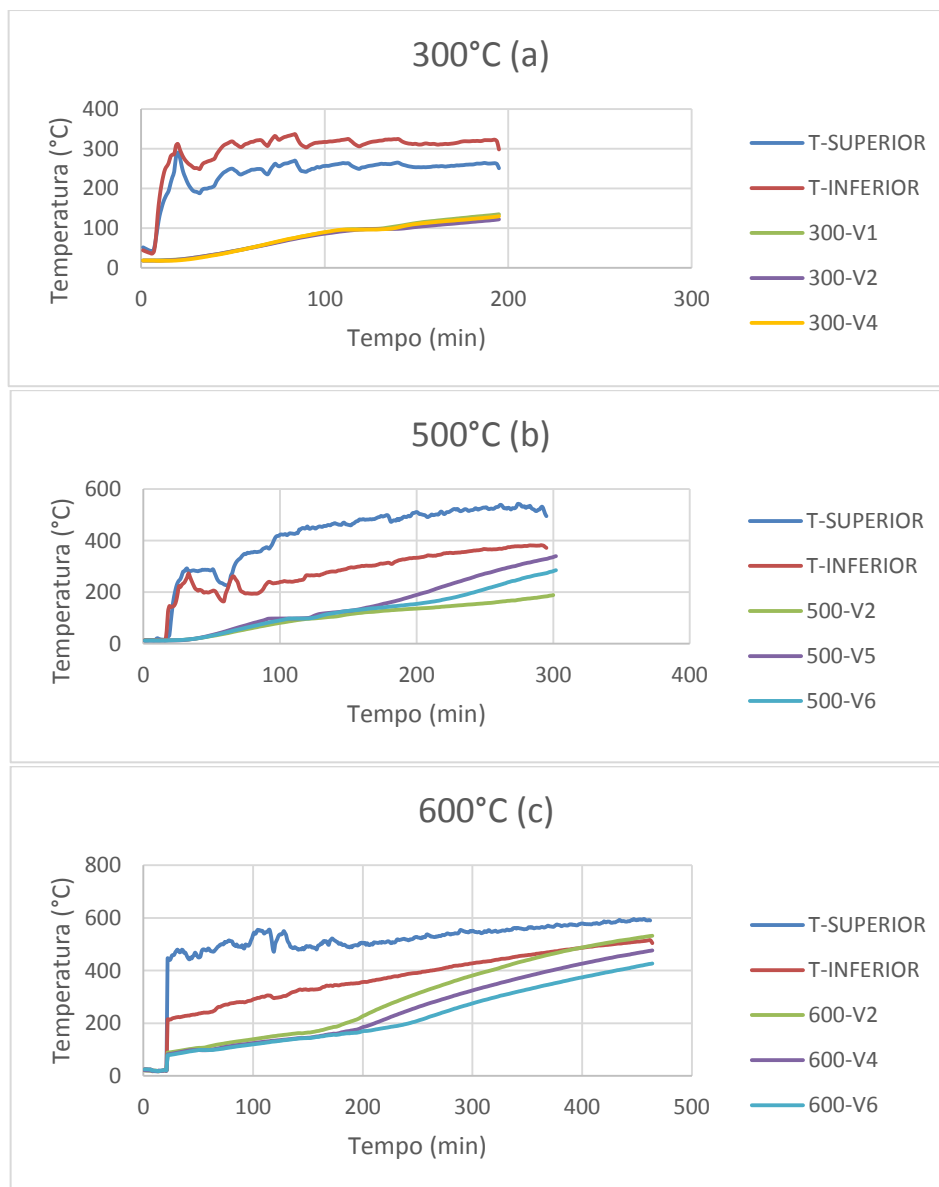 300°C (a)
Temperatura (°C)
400
300
200
100
0
0 100 200 300
Tempo (min)
T-SUPERIOR
T-INFERIOR
300-V1
300-V2
300-V4
500°C (b)
Temperatura (°C)
600
400
200
0
0 100 200 300 400
Tempo (min)
T-SUPERIOR
T-INFERIOR
500-V2
500-V5
500-V6
600°C (c)
Temperatura (°C)
800
600
400
200
0
0 100 200 300 400 500
Tempo (min)
T-SUPERIOR
T-INFERIOR
600-V2
600-V4
600-V6